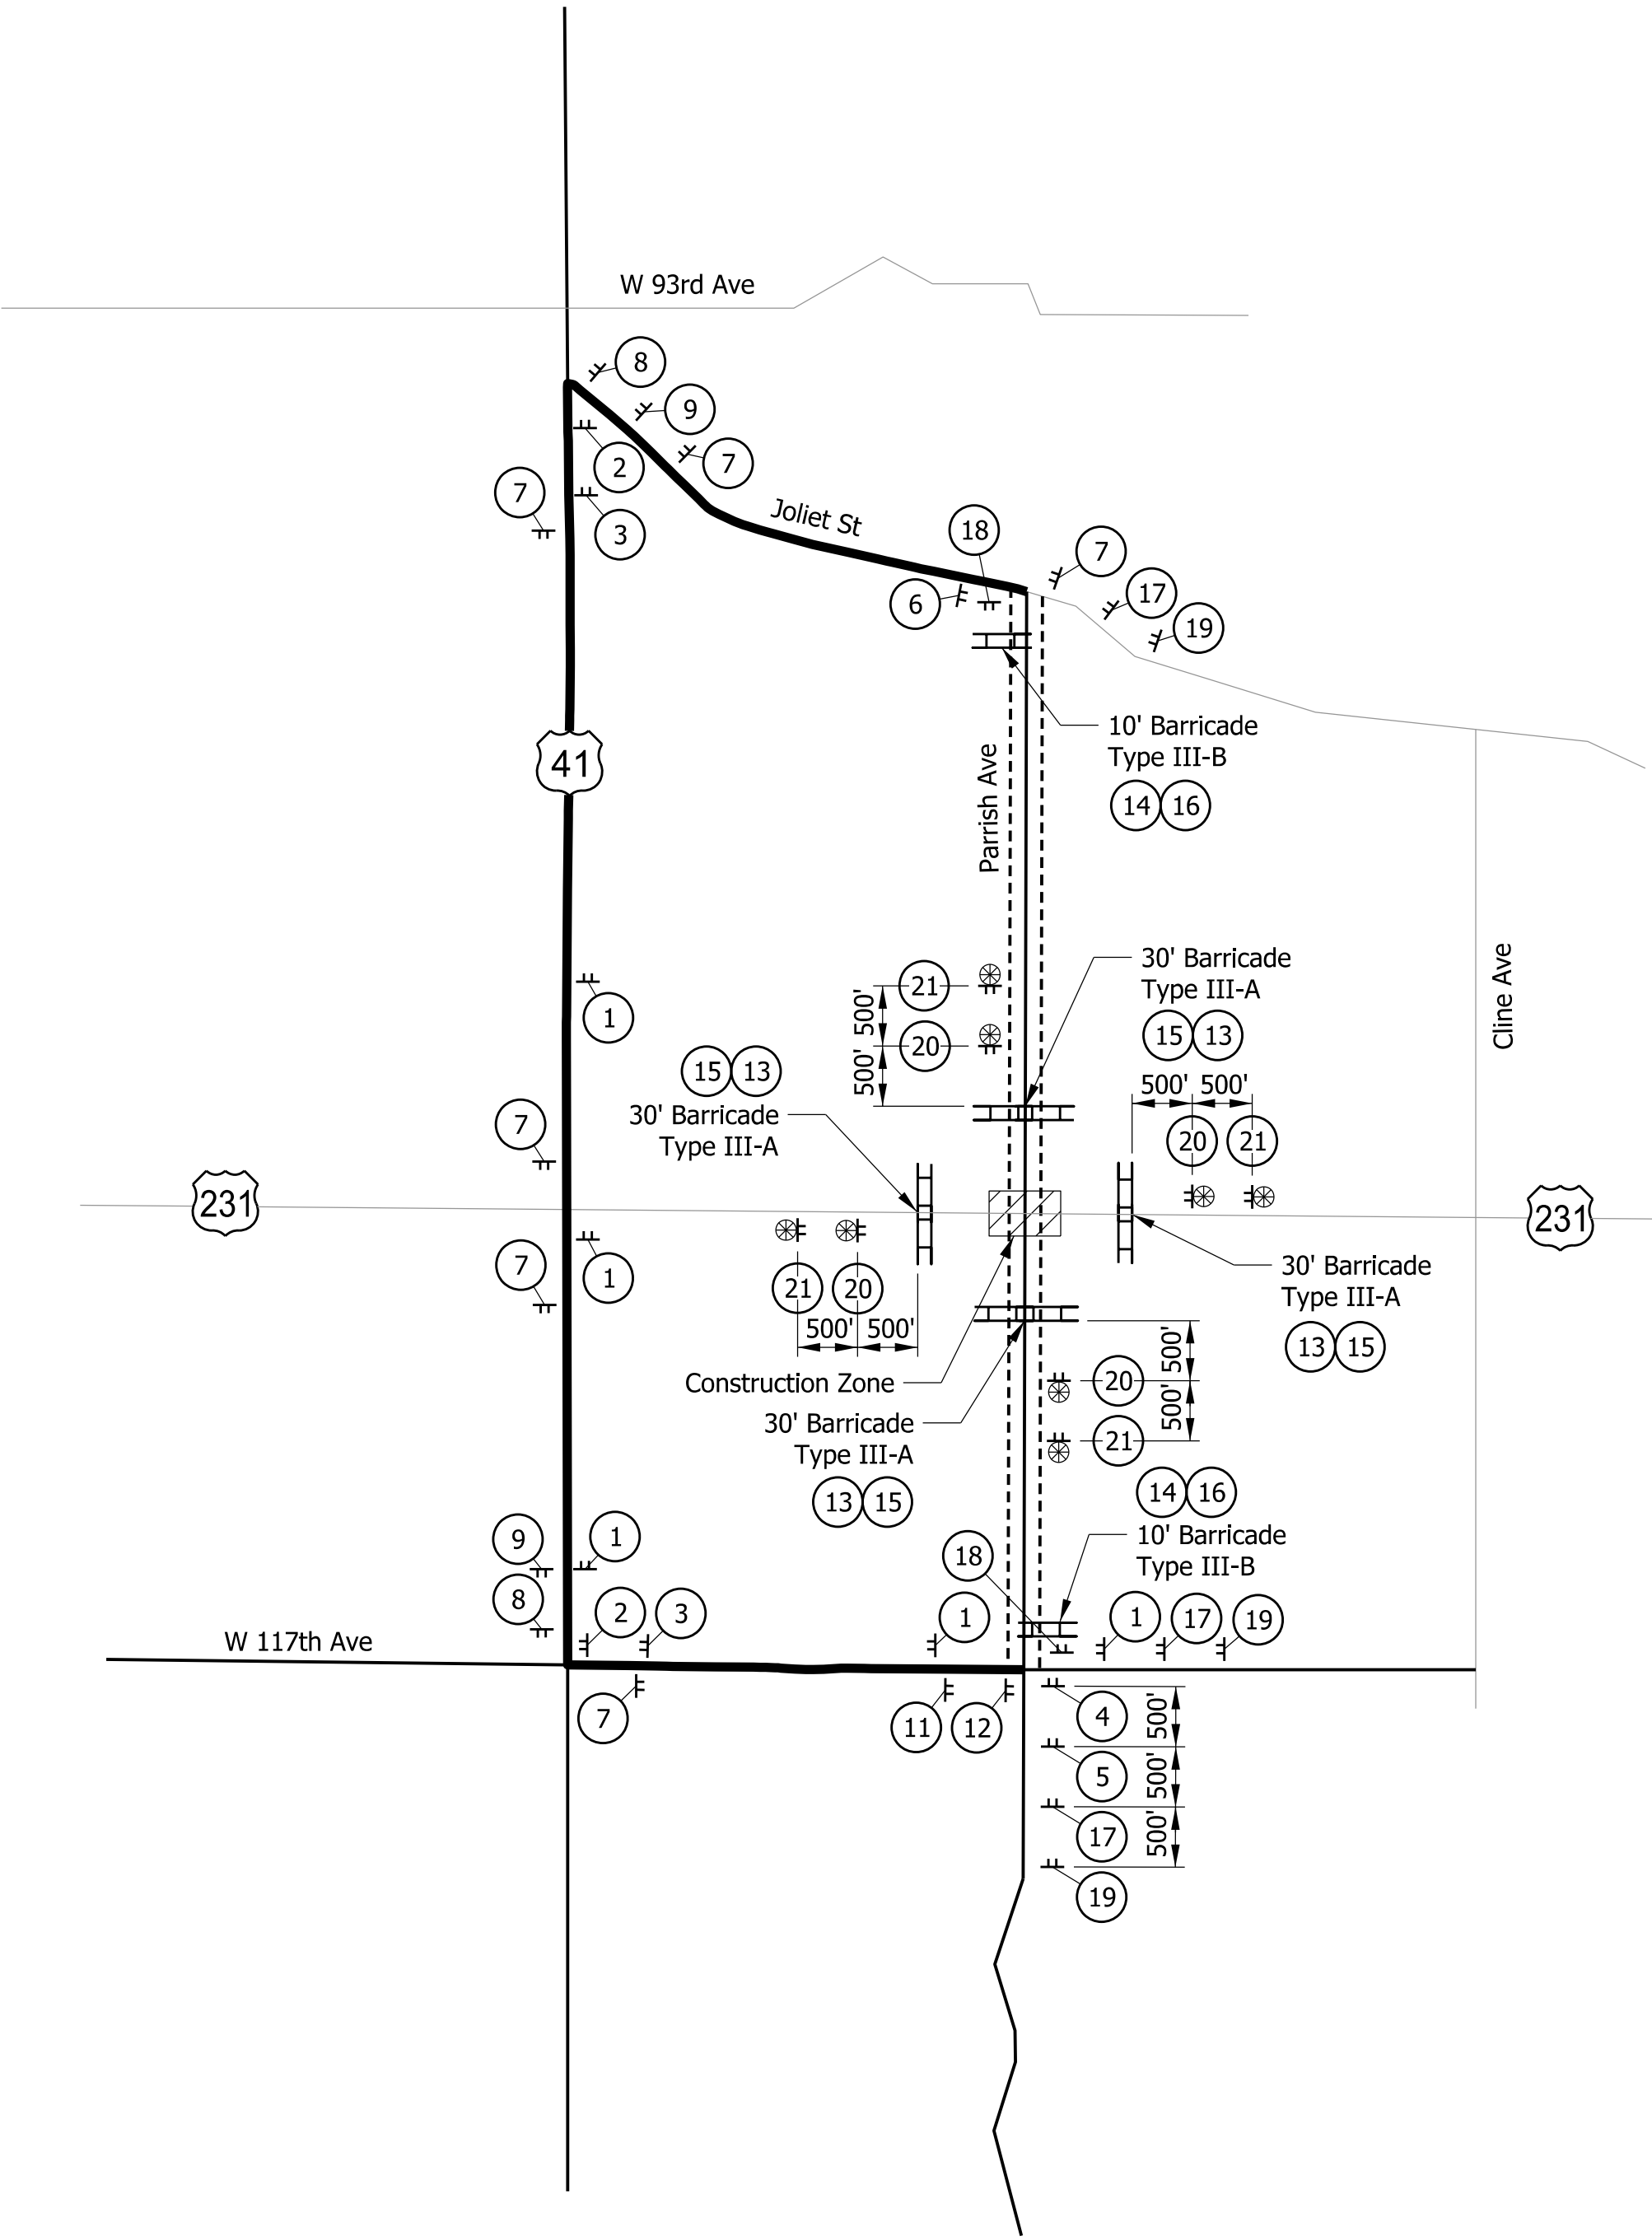 W 93rd Ave
8
9
2
7
7
3
Joliet St
18
7
6
17
19
10' Barricade
Type III-B
14 16
41
Parrish Ave
30' Barricade
Type III-A
15 13
Cline Ave
21
500'
20
500'
1
15 13
30' Barricade
Type III-A
500' 500'
20 21
7
231
231
7
1
21 20
500' 500'
30' Barricade
Type III-A
13 15
Construction Zone
30' Barricade
Type III-A
13 15
20
500'
21
500'
14 16
10' Barricade
Type III-B
9
1
8
18
2 3
1
1 17 19
W 117th Ave
7
11 12
4
500'
5
500'
17
500'
19